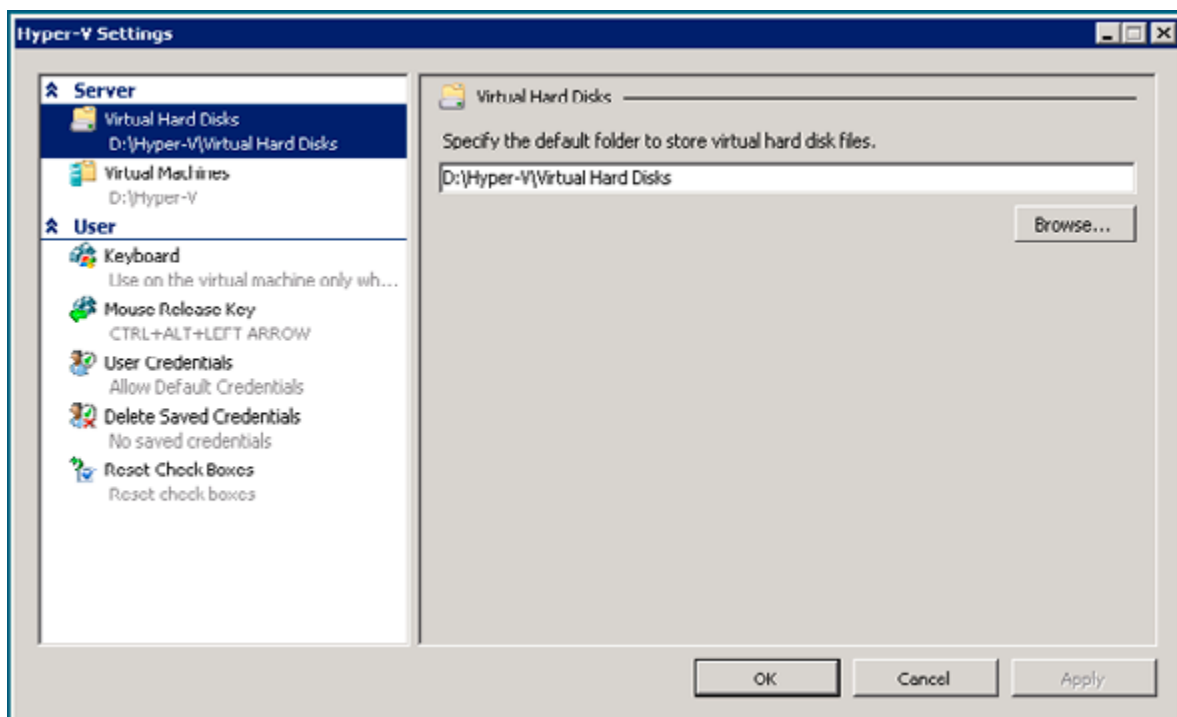 Hyper-V Settings
Server
Virtual Hard Disks
D:\Hyper-V\Virtual Hard Disks
Virtual Machines
D:\Hyper-V
User
Keyboard
Use on the virtual machine only wh...
Mouse Release Key
CTRL+ALT+LEFT ARROW
User Credentials
Allow Default Credentials
Delete Saved Credentials
No saved credentials
Reset Check Boxes
Reset check boxes
Virtual Hard Disks
Specify the default folder to store virtual hard disk files.
D:\Hyper-V\Virtual Hard Disks
Browse...
OK
Cancel
Apply